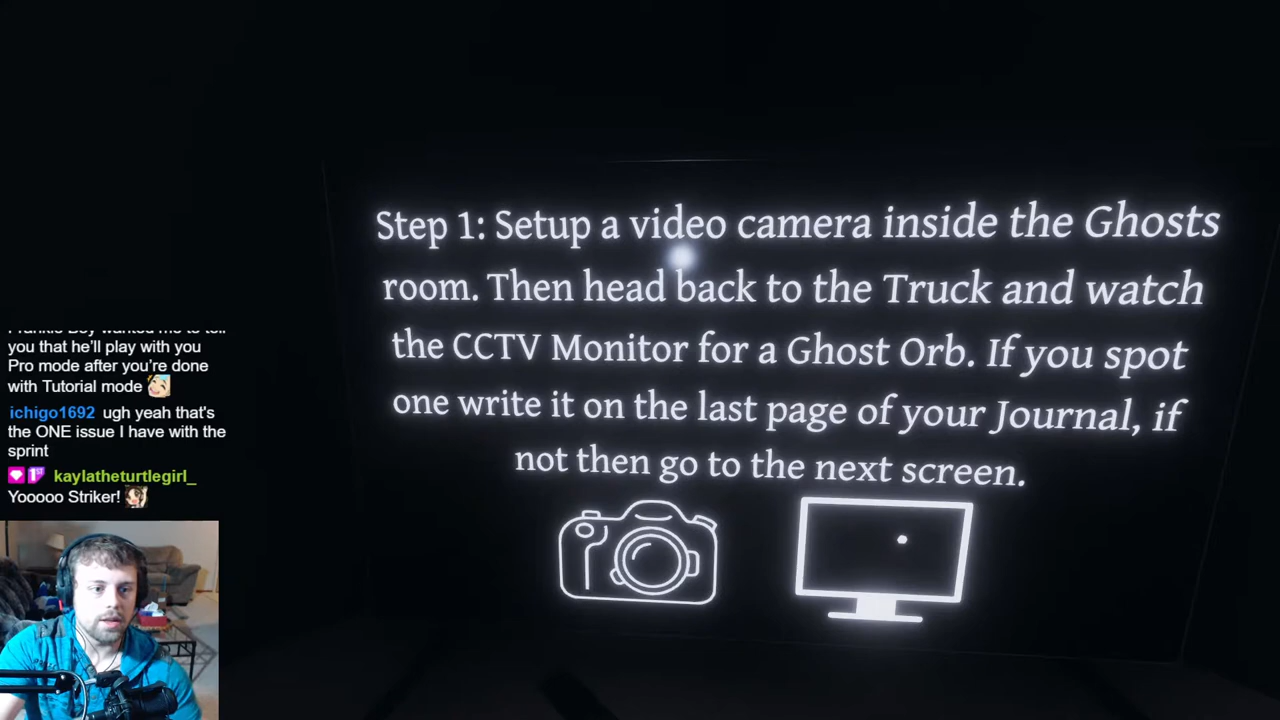 Step 1: Setup a video camera inside the Ghosts
room. Then head back to the Truck and watch
the CCTV Monitor for a Ghost Orb. If you spot
one write it on the last page of your Journal, if
not then go to the next screen.
you that he'll play with you
Pro mode after you're done
with Tutorial mode
ichigo1692 ugh yeah that's
the ONE issue I have with the
sprint
kaylatheturtlegirl_
Yooooo Striker!